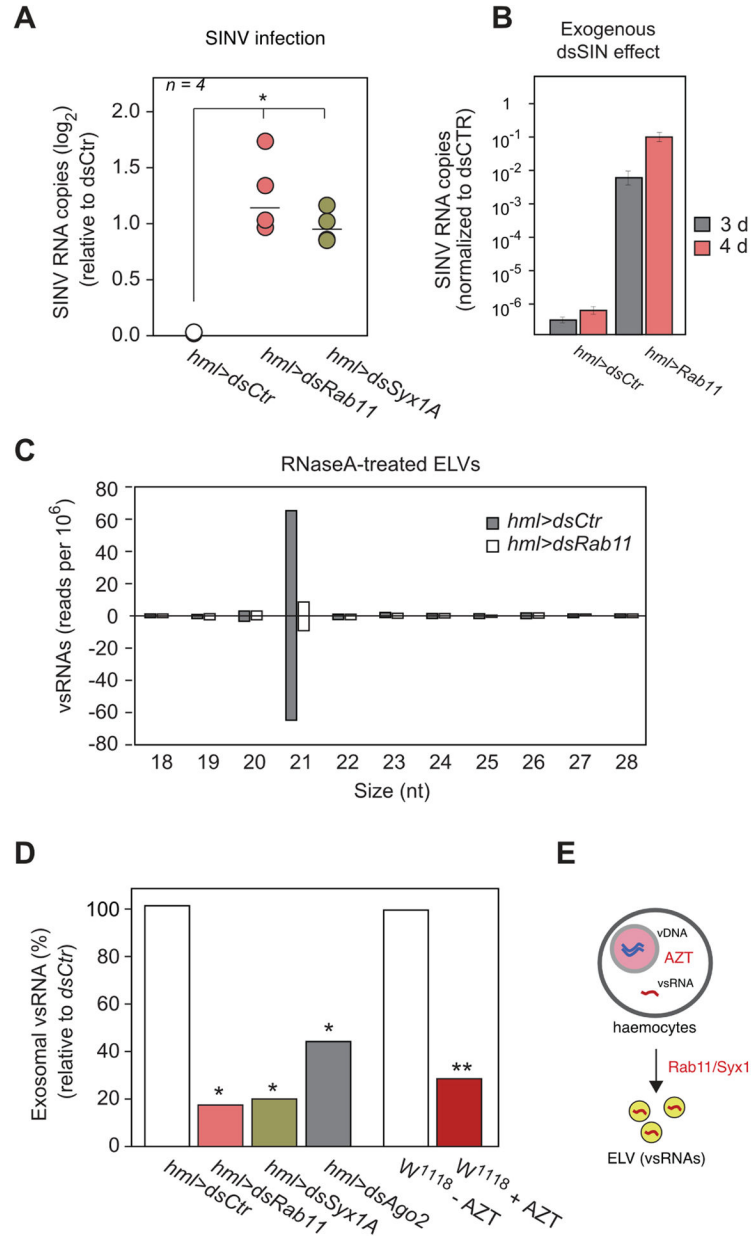 A
SINV infection
n = 4
*
SINV RNA copies (log2)
(relative to dsCtr)
2.0
1.5
1.0
0.5
0.0
hml>dsCtr
hml>dsRab11
hml>dsSyx1A
B
Exogenous
dsSIN effect
SINV RNA copies
(normalized to dsCTR)
1
10-1
10-2
10-3
10-4
10-5
10-6
hml>dsCtr
hml>Rab11
3 d
4 d
C
RNaseA-treated ELVs
vsRNAs (reads per 106)
80
60
40
20
0
-20
-40
-60
-80
hml>dsCtr
hml>dsRab11
18 19 20 21 22 23 24 25 26 27 28
Size (nt)
D
Exosomal vsRNA (%)
(relative to dsCtr)
100
80
60
40
20
0
*
*
*
**
hml>dsCtr
hml>dsRab11
hml>dsSyx1A
hml>dsAgo2
W1118 - AZT
W1118 + AZT
E
vDNA
AZT
vsRNA
haemocytes
Rab11/Syx1
ELV (vsRNAs)